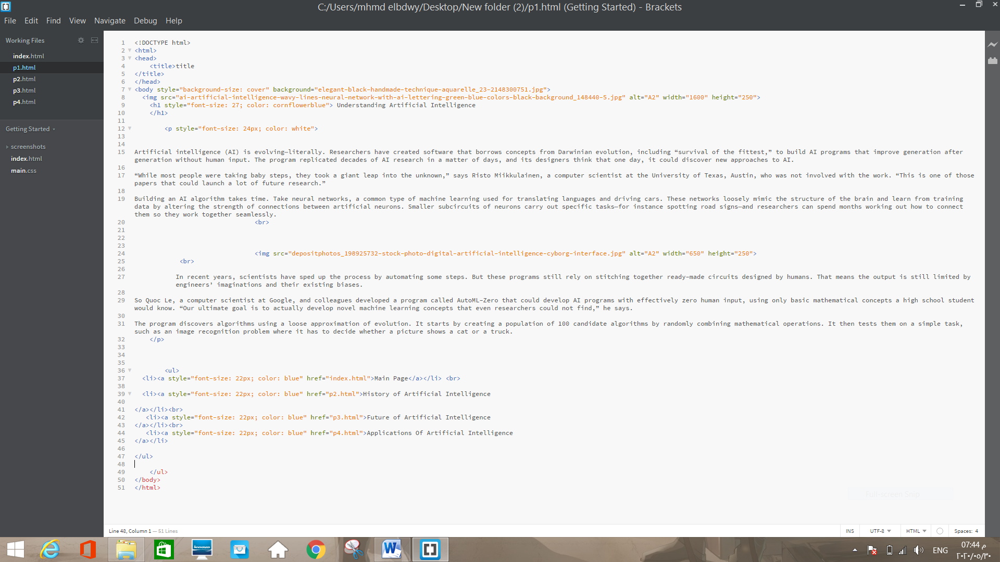 C:/Users/mhmd elbdwy/Desktop/New folder (2)/p1.html (Getting Started) - Brackets
File Edit Find View Navigate Debug Help
Working Files
index.html
p1.html
p2.html
p3.html
p4.html
Getting Started
screenshots
index.html
main.css
1 <!DOCTYPE html>
2 <html>
3 <head>
4 <title>title
5 </title>
6 </head>
7 <body style="background-size: cover" background="elegant-black-handmade-technique-aquarelle_23-2148300751.jpg">
8 <img src="ai-artificial-intelligence-wavy-lines-neural-network-with-ai-lettering-green-blue-colors-black-background_148440-5.jpg" alt="A2" width="1600" height="250">
9 <h1 style="font-size: 27; color: cornflowerblue"> Understanding Artificial Intelligence
10 </h1>
11
12 <p style="font-size: 24px; color: white">
13
14
15 Artificial intelligence (AI) is evolving—literally. Researchers have created software that borrows concepts from Darwinian evolution, including “survival of the fittest,” to build AI programs that improve generation after
generation without human input. The program replicated decades of AI research in a matter of days, and its designers think that one day, it could discover new approaches to AI.
16
17 “While most people were taking baby steps, they took a giant leap into the unknown,” says Risto Miikkulainen, a computer scientist at the University of Texas, Austin, who was not involved with the work. “This is one of those
papers that could launch a lot of future research.”
18
19 Building an AI algorithm takes time. Take neural networks, a common type of machine learning used for translating languages and driving cars. These networks loosely mimic the structure of the brain and learn from training
data by altering the strength of connections between artificial neurons. Smaller subcircuits of neurons carry out specific tasks—for instance spotting road signs—and researchers can spend months working out how to connect
them so they work together seamlessly.
20 <br>
21
22
23
24 <img src="depositphotos_198925732-stock-photo-digital-artificial-intelligence-cyborg-interface.jpg" alt="A2" width="650" height="250">
25 <br>
26
27 In recent years, scientists have sped up the process by automating some steps. But these programs still rely on stitching together ready-made circuits designed by humans. That means the output is still limited by
engineers’ imaginations and their existing biases.
28
29 So Quoc Le, a computer scientist at Google, and colleagues developed a program called AutoML-Zero that could develop AI programs with effectively zero human input, using only basic mathematical concepts a high school student
would know. “Our ultimate goal is to actually develop novel machine learning concepts that even researchers could not find,” he says.
30
31 The program discovers algorithms using a loose approximation of evolution. It starts by creating a population of 100 candidate algorithms by randomly combining mathematical operations. It then tests them on a simple task,
such as an image recognition problem where it has to decide whether a picture shows a cat or a truck.
32 </p>
33
34
35
36 <ul>
37 <li><a style="font-size: 22px; color: blue" href="index.html">Main Page</a></li> <br>
38
39 <li><a style="font-size: 22px; color: blue" href="p2.html">History of Artificial Intelligence
40
41 </a></li><br>
42 <li><a style="font-size: 22px; color: blue" href="p3.html">Future of Artificial Intelligence
43 </a></li><br>
44 <li><a style="font-size: 22px; color: blue" href="p4.html">Applications Of Artificial Intelligence
45 </a></li>
46
47 </ul>
48
49 </ul>
50 </body>
51 </html>
Full-screen Snip
Line 48, Column 1 — 51 Lines
INS UTF-8 HTML Spaces: 4
lenovo
ENG
07:44 م
٢٠٢٠/٠٥/٣٠